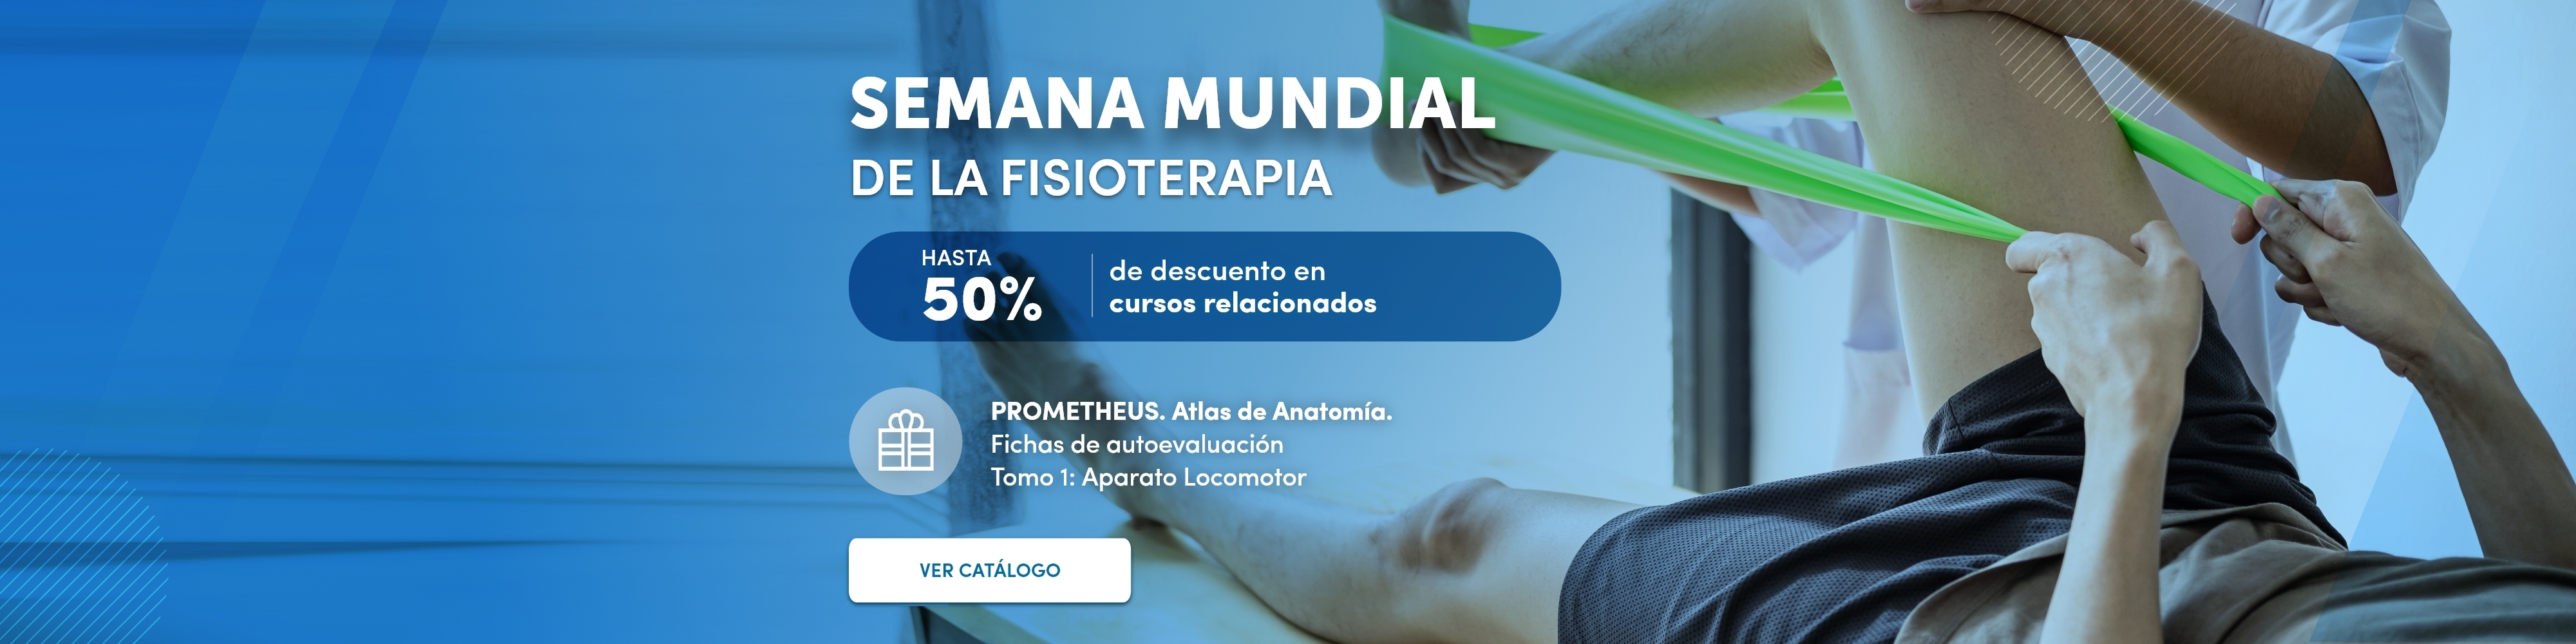 SEMANA MUNDIAL
DE LA FISIOTERAPIA
HASTA
50%
de descuento en
cursos relacionados
PROMETHEUS. Atlas de Anatomía.
Fichas de autoevaluación
Tomo 1: Aparato Locomotor
VER CATÁLOGO